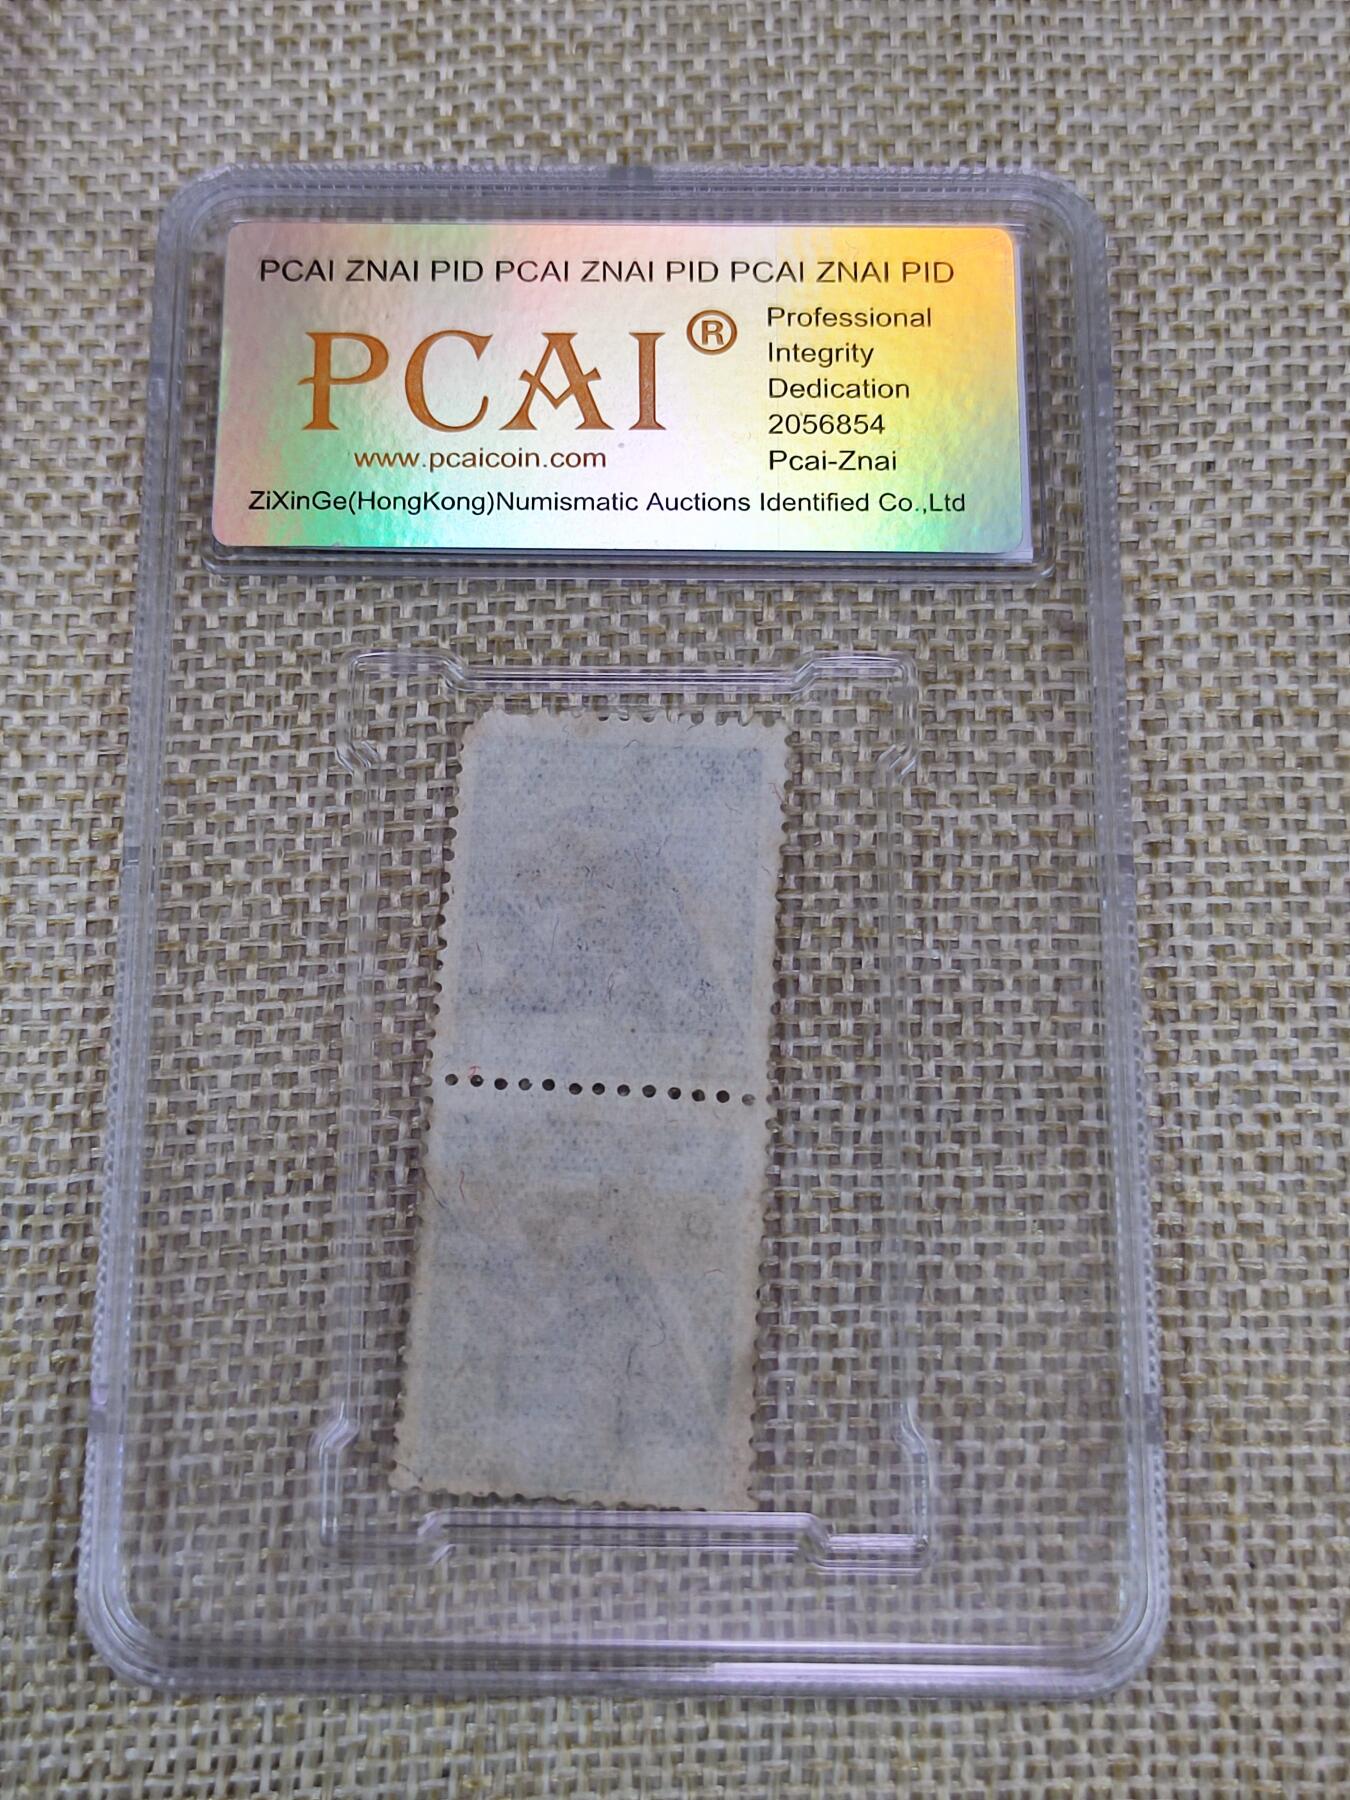 PCAI ZNAI PID PCAI ZNAI PID PCAI ZNAI PID
PCAI®
www.pcaicoin.com
Professional
Integrity
Dedication
2056854
Pcai-Znai
ZiXinGe(HongKong)Numismatic Auctions Identified Co.,Ltd